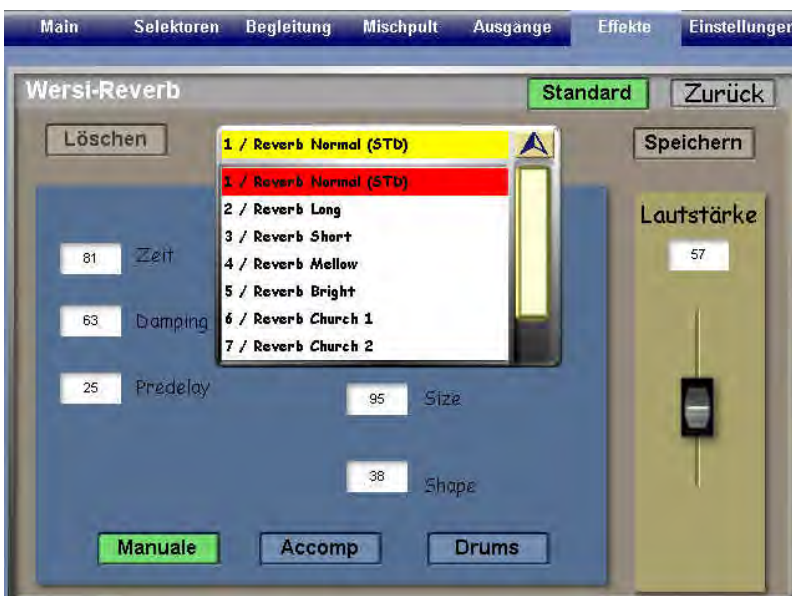 Main Selektoren Begleitung Mischpult Ausgänge Effekte Einstellungen
Wersi-Reverb Standard Zurück
Löschen 1 / Reverb Normal (STD) Speichern
1 / Reverb Normal (STD)
2 / Reverb Long
3 / Reverb Short
4 / Reverb Mellow
5 / Reverb Bright
6 / Reverb Church 1
7 / Reverb Church 2
81 Zeit
63 Damping
25 Predelay
95 Size
38 Shape
Lautstärke
57
Manuale Accomp Drums